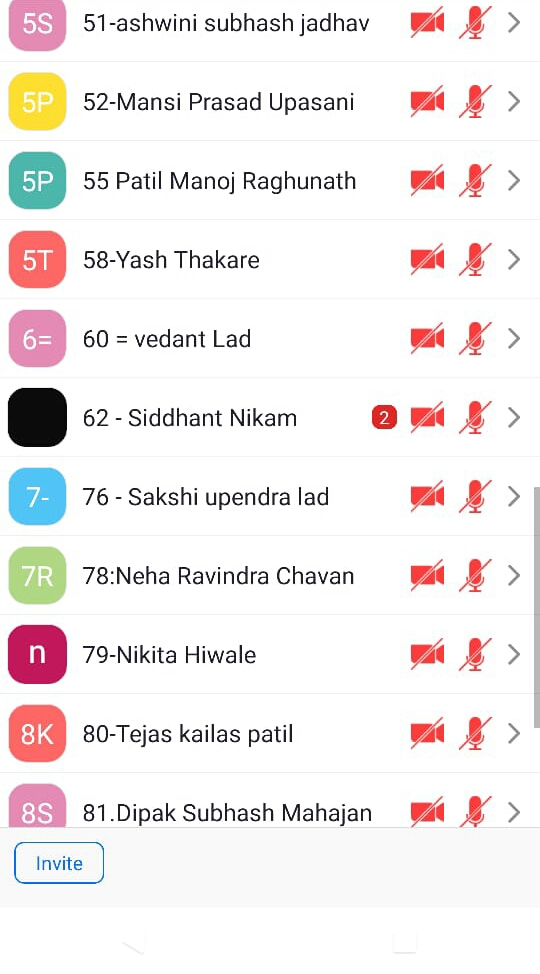 5S 51-ashwini subhash jadhav
5P 52-Mansi Prasad Upasani
5P 55 Patil Manoj Raghunath
5T 58-Yash Thakare
6= 60 = vedant Lad
62 - Siddhant Nikam 2
7- 76 - Sakshi upendra lad
7R 78:Neha Ravindra Chavan
n 79-Nikita Hiwale
8K 80-Tejas kailas patil
8S 81.Dipak Subhash Mahajan
Invite